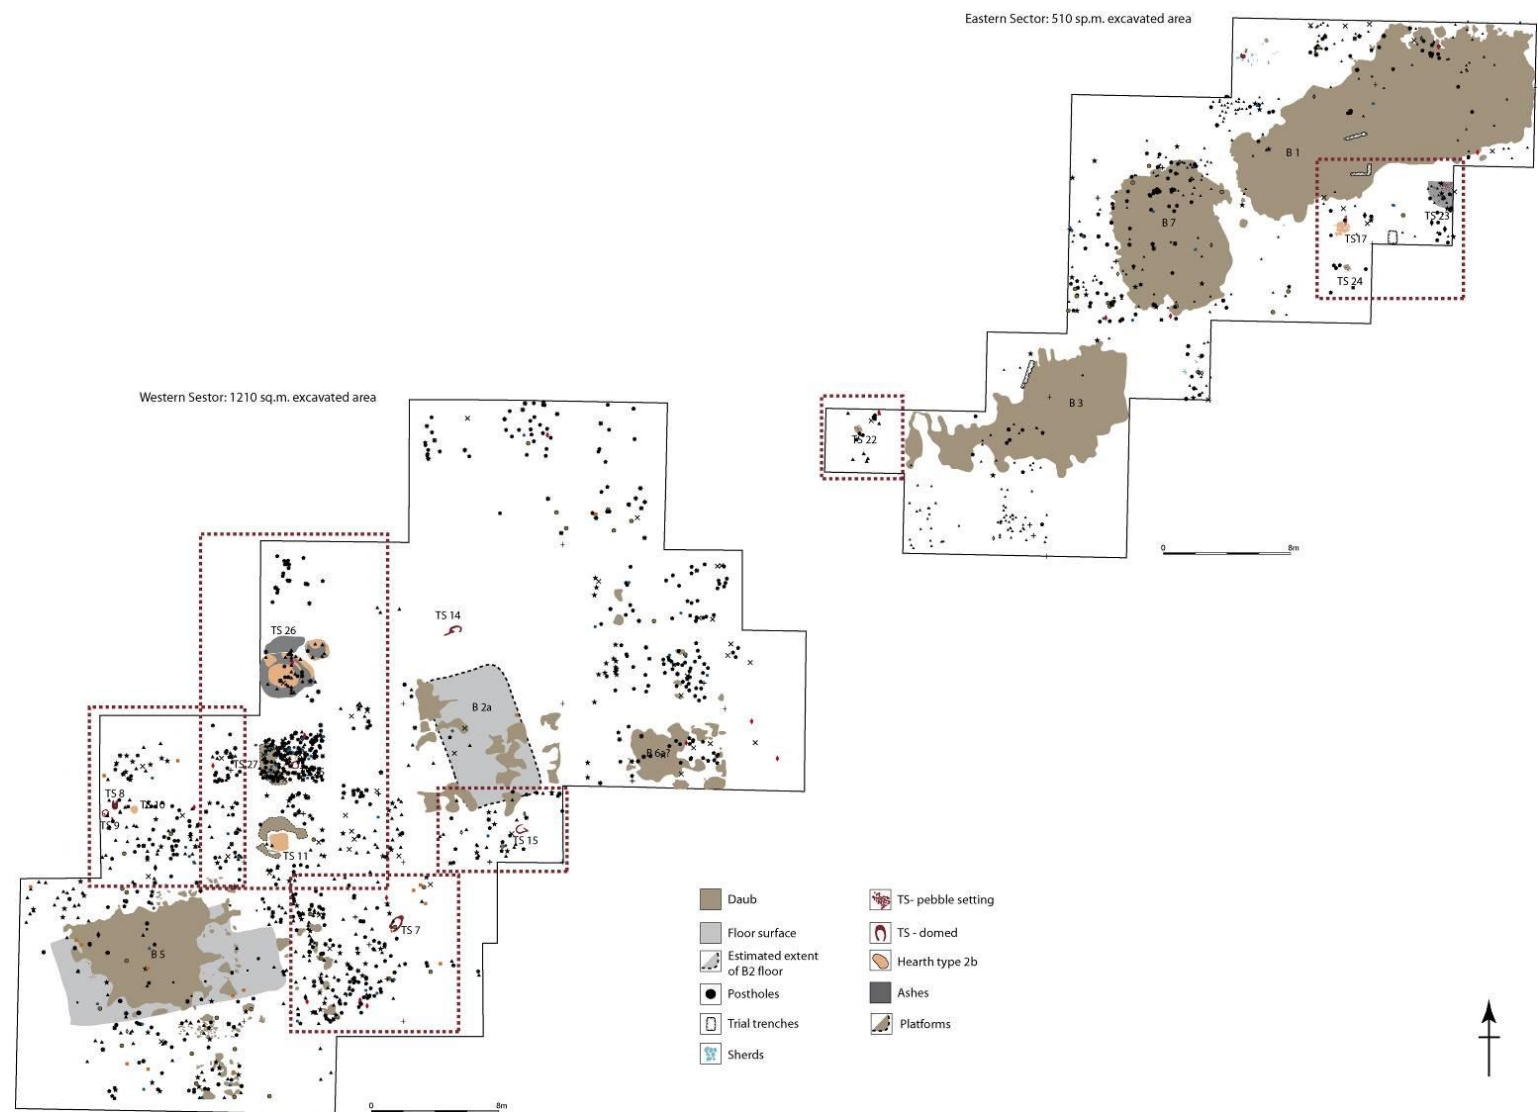 Eastern Sector: 510 sp.m. excavated area
B 1
B 7
TS 23
TS17
TS 24
B 3
TS 22
0 8m
Western Sestor: 1210 sq.m. excavated area
TS 14
TS 26
B 2a
B 6a?
TS 27
TS 8
TS 10
TS 9
TS 15
TS 11
TS 7
B 5
0 8m
Daub
Floor surface
Estimated extent
of B2 floor
Postholes
Trial trenches
Sherds
TS- pebble setting
TS - domed
Hearth type 2b
Ashes
Platforms